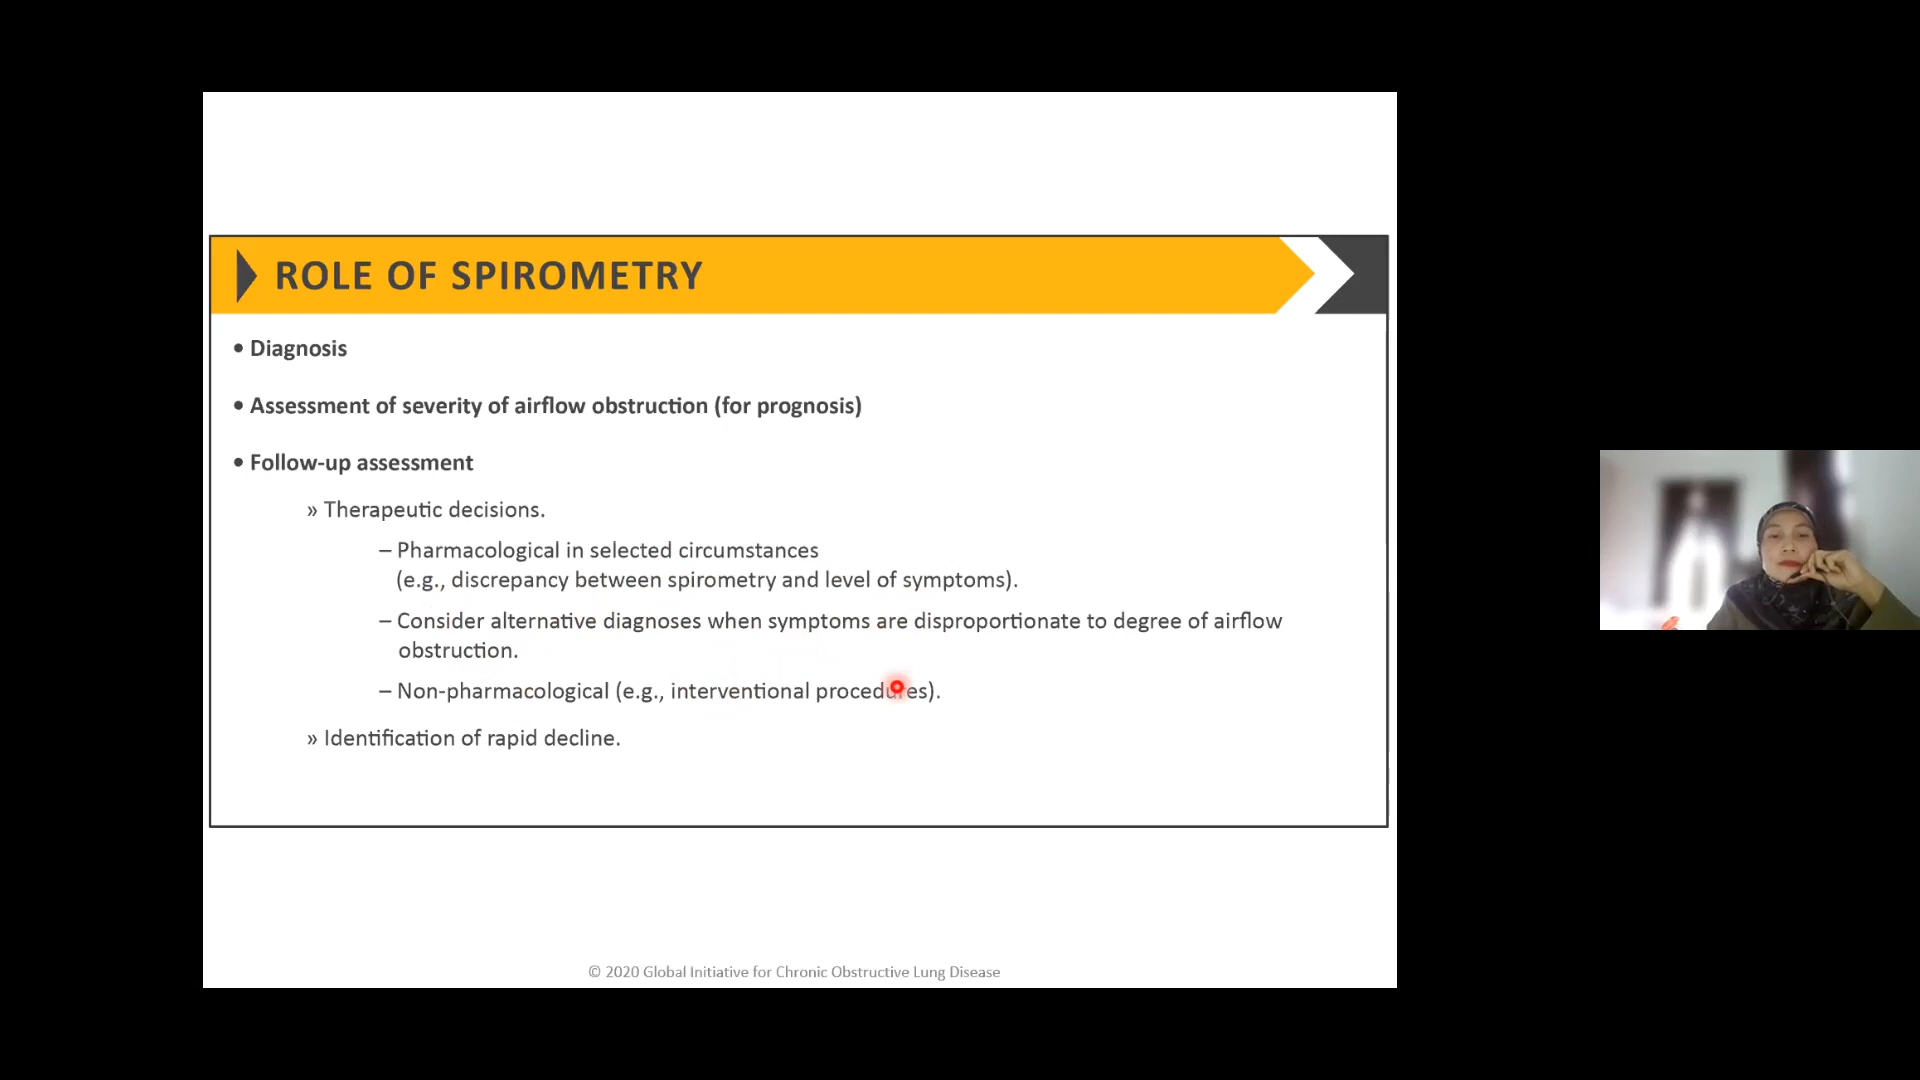 ROLE OF SPIROMETRY
• Diagnosis
• Assessment of severity of airflow obstruction (for prognosis)
• Follow-up assessment
» Therapeutic decisions.
– Pharmacological in selected circumstances
(e.g., discrepancy between spirometry and level of symptoms).
– Consider alternative diagnoses when symptoms are disproportionate to degree of airflow
obstruction.
– Non-pharmacological (e.g., interventional procedures).
» Identification of rapid decline.
© 2020 Global Initiative for Chronic Obstructive Lung Disease